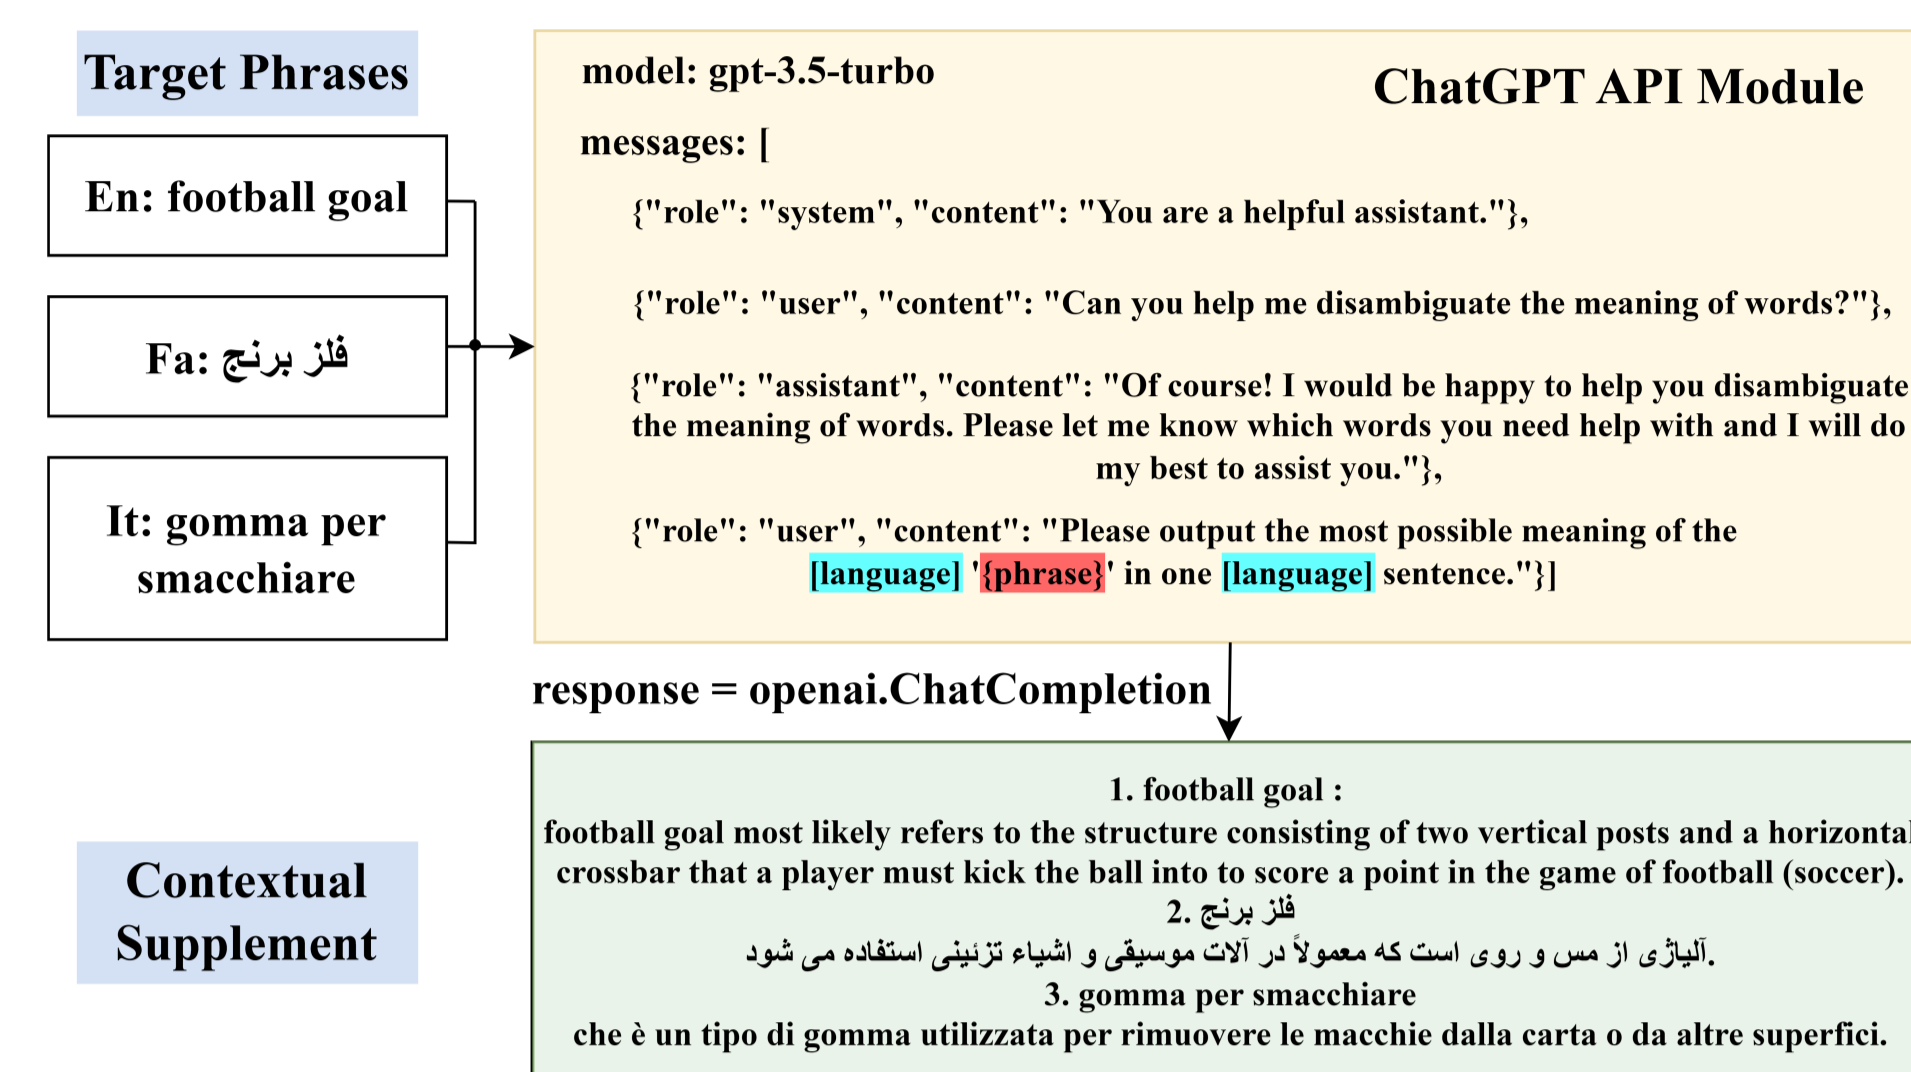 Target Phrases
En: football goal
Fa: فلز برنج
It: gomma per
smacchiare
model: gpt-3.5-turbo
ChatGPT API Module
messages: [
{"role": "system", "content": "You are a helpful assistant."},
{"role": "user", "content": "Can you help me disambiguate the meaning of words?"},
{"role": "assistant", "content": "Of course! I would be happy to help you disambiguate
the meaning of words. Please let me know which words you need help with and I will do
my best to assist you."},
{"role": "user", "content": "Please output the most possible meaning of the
[language] '{phrase}' in one [language] sentence."}]
response = openai.ChatCompletion
Contextual
Supplement
1. football goal :
football goal most likely refers to the structure consisting of two vertical posts and a horizontal
crossbar that a player must kick the ball into to score a point in the game of football (soccer).
2. فلز برنج
آلیاژی از مس و روی است که معمولاً در آلات موسیقی و اشیاء تزئینی استفاده می شود.
3. gomma per smacchiare
che è un tipo di gomma utilizzata per rimuovere le macchie dalla carta o da altre superfici.